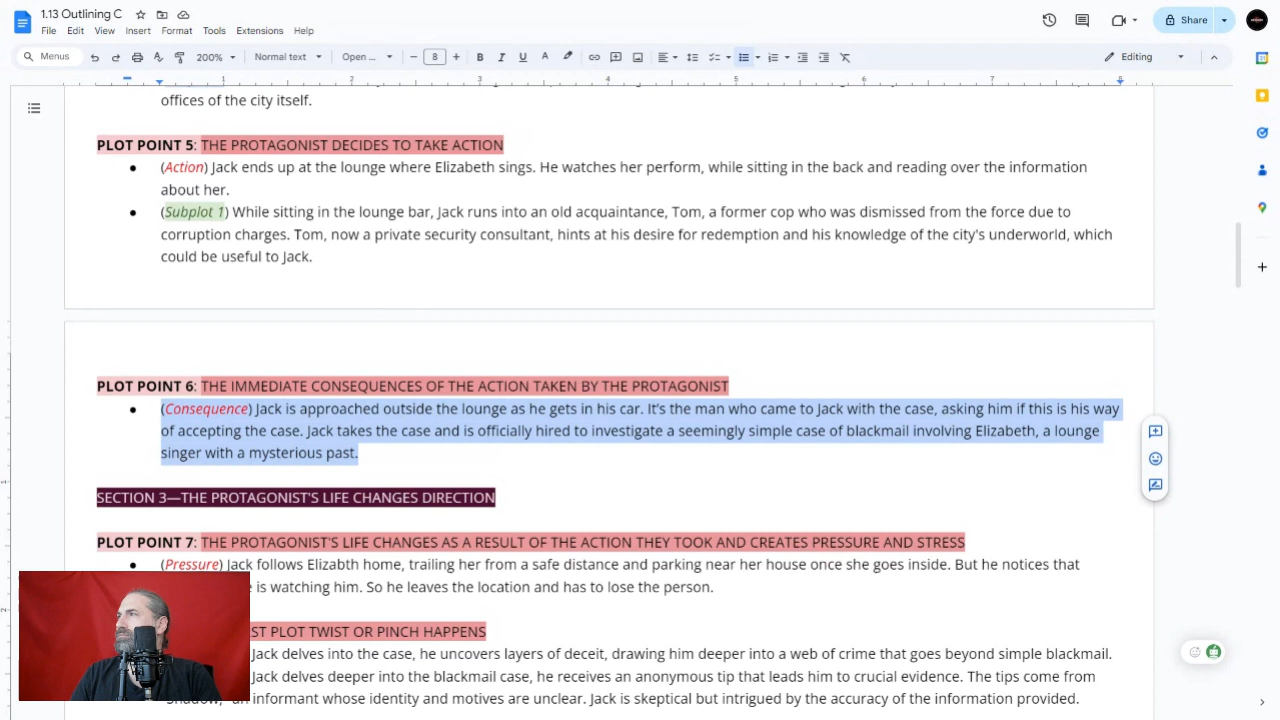 1.13 Outlining C
File Edit View Insert Format Tools Extensions Help
Share
Menus 200% Normal text Open ... 8 B I U A Editing
1 2 3 4 5 6 7 8
offices of the city itself.
PLOT POINT 5: THE PROTAGONIST DECIDES TO TAKE ACTION
● (Action) Jack ends up at the lounge where Elizabeth sings. He watches her perform, while sitting in the back and reading over the information
about her.
● (Subplot 1) While sitting in the lounge bar, Jack runs into an old acquaintance, Tom, a former cop who was dismissed from the force due to
corruption charges. Tom, now a private security consultant, hints at his desire for redemption and his knowledge of the city's underworld, which
could be useful to Jack.
PLOT POINT 6: THE IMMEDIATE CONSEQUENCES OF THE ACTION TAKEN BY THE PROTAGONIST
● (Consequence) Jack is approached outside the lounge as he gets in his car. It's the man who came to Jack with the case, asking him if this is his way
of accepting the case. Jack takes the case and is officially hired to investigate a seemingly simple case of blackmail involving Elizabeth, a lounge
singer with a mysterious past.
SECTION 3—THE PROTAGONIST'S LIFE CHANGES DIRECTION
PLOT POINT 7: THE PROTAGONIST'S LIFE CHANGES AS A RESULT OF THE ACTION THEY TOOK AND CREATES PRESSURE AND STRESS
● (Pressure) Jack follows Elizabth home, trailing her from a safe distance and parking near her house once she goes inside. But he notices that
is watching him. So he leaves the location and has to lose the person.
PLOT TWIST OR PINCH HAPPENS
Jack delves into the case, he uncovers layers of deceit, drawing him deeper into a web of crime that goes beyond simple blackmail.
Jack delves deeper into the blackmail case, he receives an anonymous tip that leads him to crucial evidence. The tips come from
"Shadow," an informant whose identity and motives are unclear. Jack is skeptical but intrigued by the accuracy of the information provided.